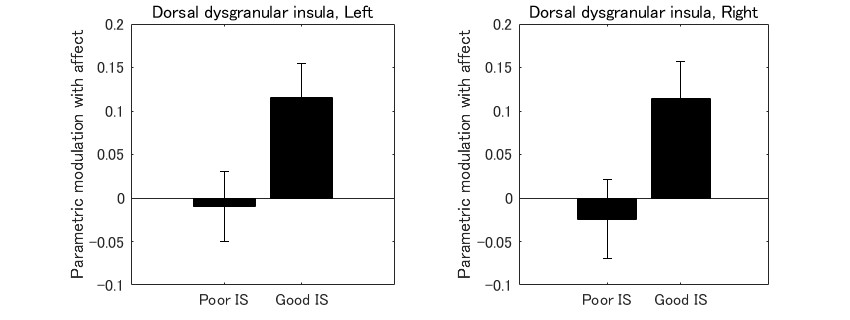 Dorsal dysgranular insula, Left
Parametric modulation with affect
0.2
0.15
0.1
0.05
0
−0.05
−0.1
Poor IS Good IS
Dorsal dysgranular insula, Right
Parametric modulation with affect
0.2
0.15
0.1
0.05
0
−0.05
−0.1
Poor IS Good IS